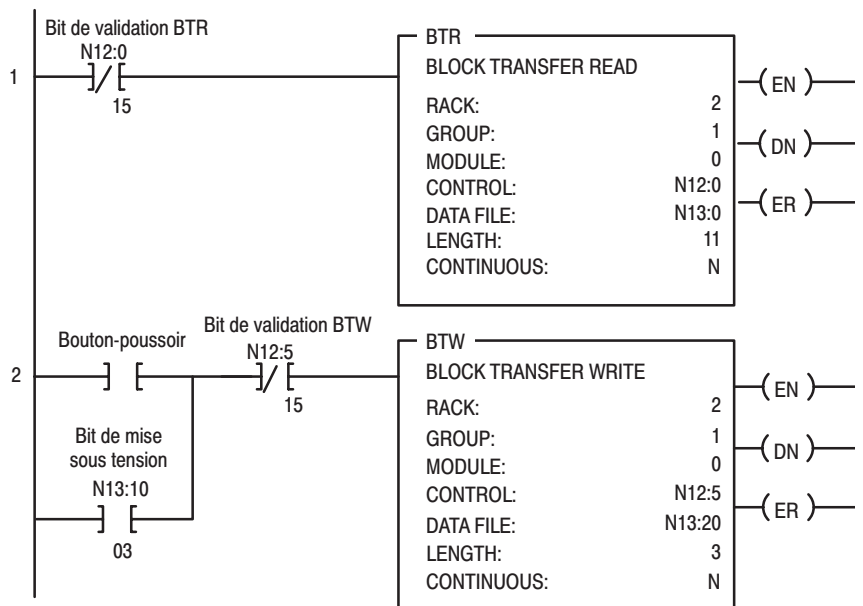 Bit de validation BTR
N12:0
1
15
BTR
BLOCK TRANSFER READ
RACK: 2
GROUP: 1
MODULE: 0
CONTROL: N12:0
DATA FILE: N13:0
LENGTH: 11
CONTINUOUS: N
EN
DN
ER
Bouton-poussoir
Bit de validation BTW
N12:5
2
15
Bit de mise
sous tension
N13:10
03
BTW
BLOCK TRANSFER WRITE
RACK: 2
GROUP: 1
MODULE: 0
CONTROL: N12:5
DATA FILE: N13:20
LENGTH: 3
CONTINUOUS: N
EN
DN
ER